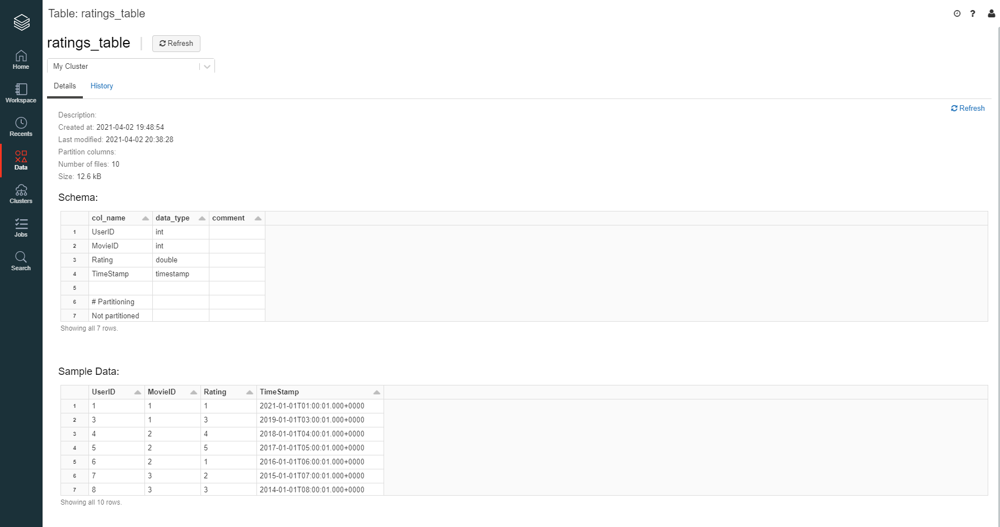 Table: ratings_table
?
ratings_table
Refresh
My Cluster
Details History
Refresh
Home
Workspace
Recents
Data
Clusters
Jobs
Search
Description:
Created at: 2021-04-02 19:48:54
Last modified: 2021-04-02 20:38:28
Partition columns:
Number of files: 10
Size: 12.6 kB
Schema:
col_name data_type comment
1 UserID int
2 MovieID int
3 Rating double
4 TimeStamp timestamp
5
6 # Partitioning
7 Not partitioned
Showing all 7 rows.
Sample Data:
UserID MovieID Rating TimeStamp
1 1 1 1 2021-01-01T01:00:01.000+0000
2 3 1 3 2019-01-01T03:00:01.000+0000
3 4 2 4 2018-01-01T04:00:01.000+0000
4 5 2 5 2017-01-01T05:00:01.000+0000
5 6 2 1 2016-01-01T06:00:01.000+0000
6 7 3 2 2015-01-01T07:00:01.000+0000
7 8 3 3 2014-01-01T08:00:01.000+0000
Showing all 10 rows.